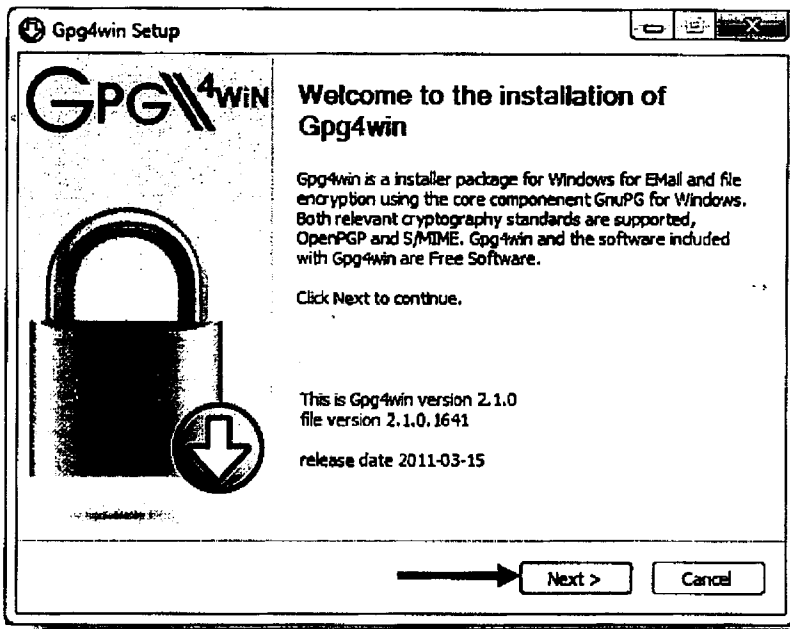 Gpg4win Setup
GPG4WiN
Welcome to the installation of
Gpg4win
Gpg4win is a installer package for Windows for EMail and file
encryption using the core componenent GnuPG for Windows.
Both relevant cryptography standards are supported,
OpenPGP and S/MIME. Gpg4win and the software included
with Gpg4win are Free Software.
Click Next to continue.
This is Gpg4win version 2.1.0
file version 2.1.0.1641
release date 2011-03-15
Next >
Cancel